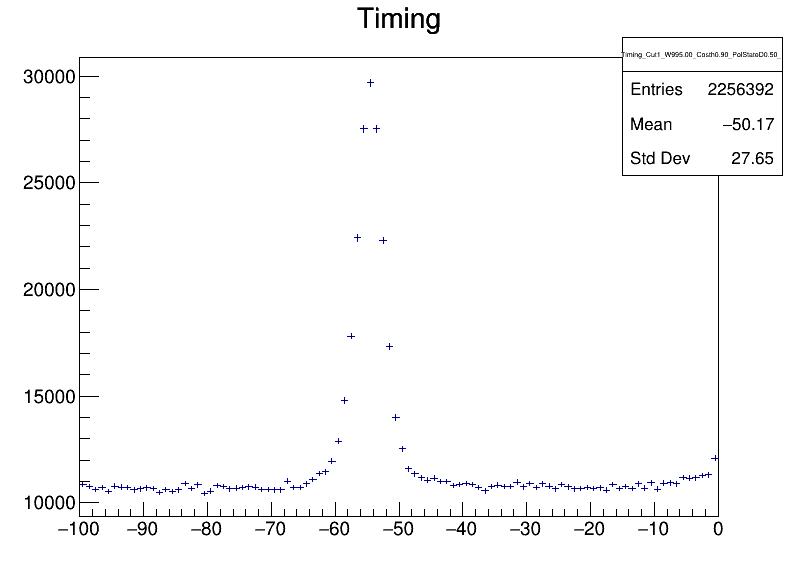 Timing
Timing_Cut1_W995.00_Costh0.90_PolStateD0.50_
Entries 2256392
Mean −50.17
Std Dev 27.65
30000
25000
20000
15000
10000
−100 −90 −80 −70 −60 −50 −40 −30 −20 −10 0